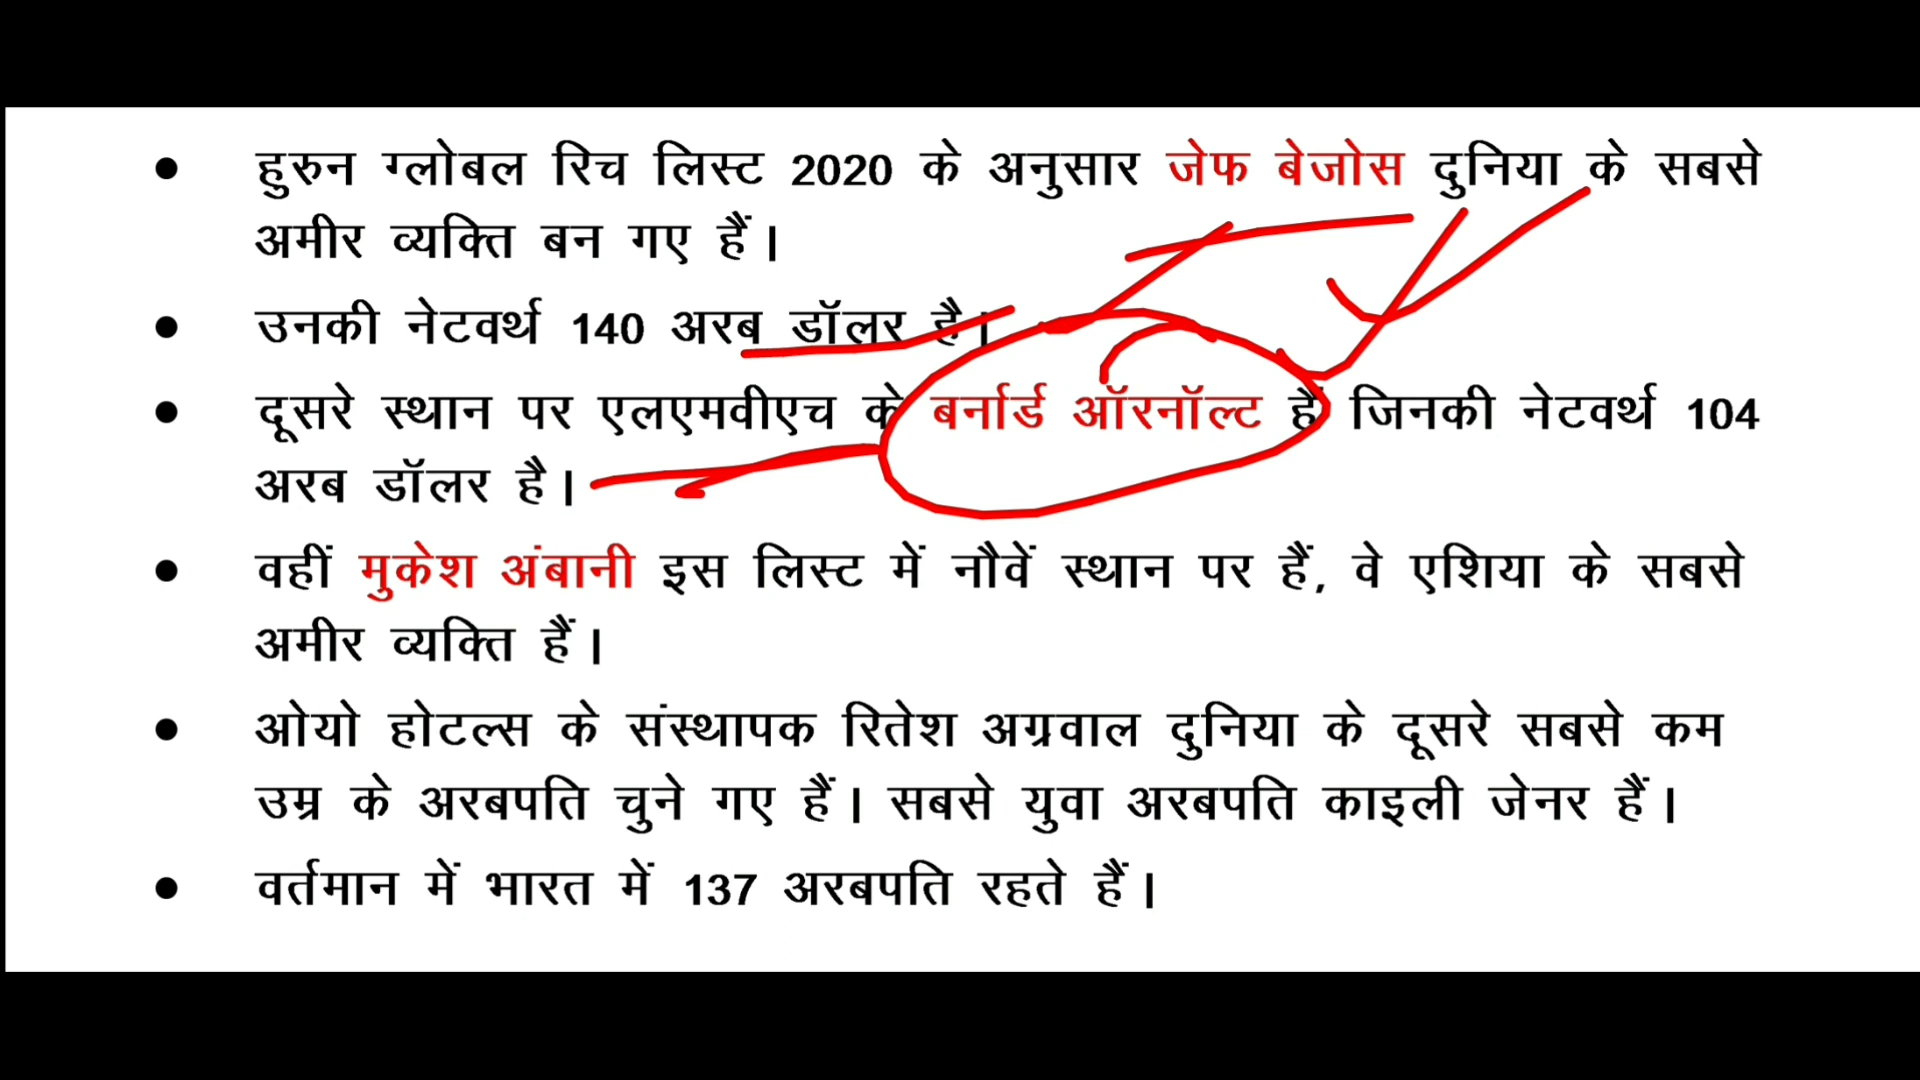 • हुरुन ग्लोबल रिच लिस्ट 2020 के अनुसार जेफ बेजोस दुनिया के सबसे
अमीर व्यक्ति बन गए हैं।
• उनकी नेटवर्थ 140 अरब डॉलर है।
• दूसरे स्थान पर एलएमवीएच के बर्नार्ड ऑरनॉल्ट हैं जिनकी नेटवर्थ 104
अरब डॉलर है।
• वहीं मुकेश अंबानी इस लिस्ट में नौवें स्थान पर हैं, वे एशिया के सबसे
अमीर व्यक्ति हैं।
• ओयो होटल्स के संस्थापक रितेश अग्रवाल दुनिया के दूसरे सबसे कम
उम्र के अरबपति चुने गए हैं। सबसे युवा अरबपति काइली जेनर हैं।
• वर्तमान में भारत में 137 अरबपति रहते हैं।